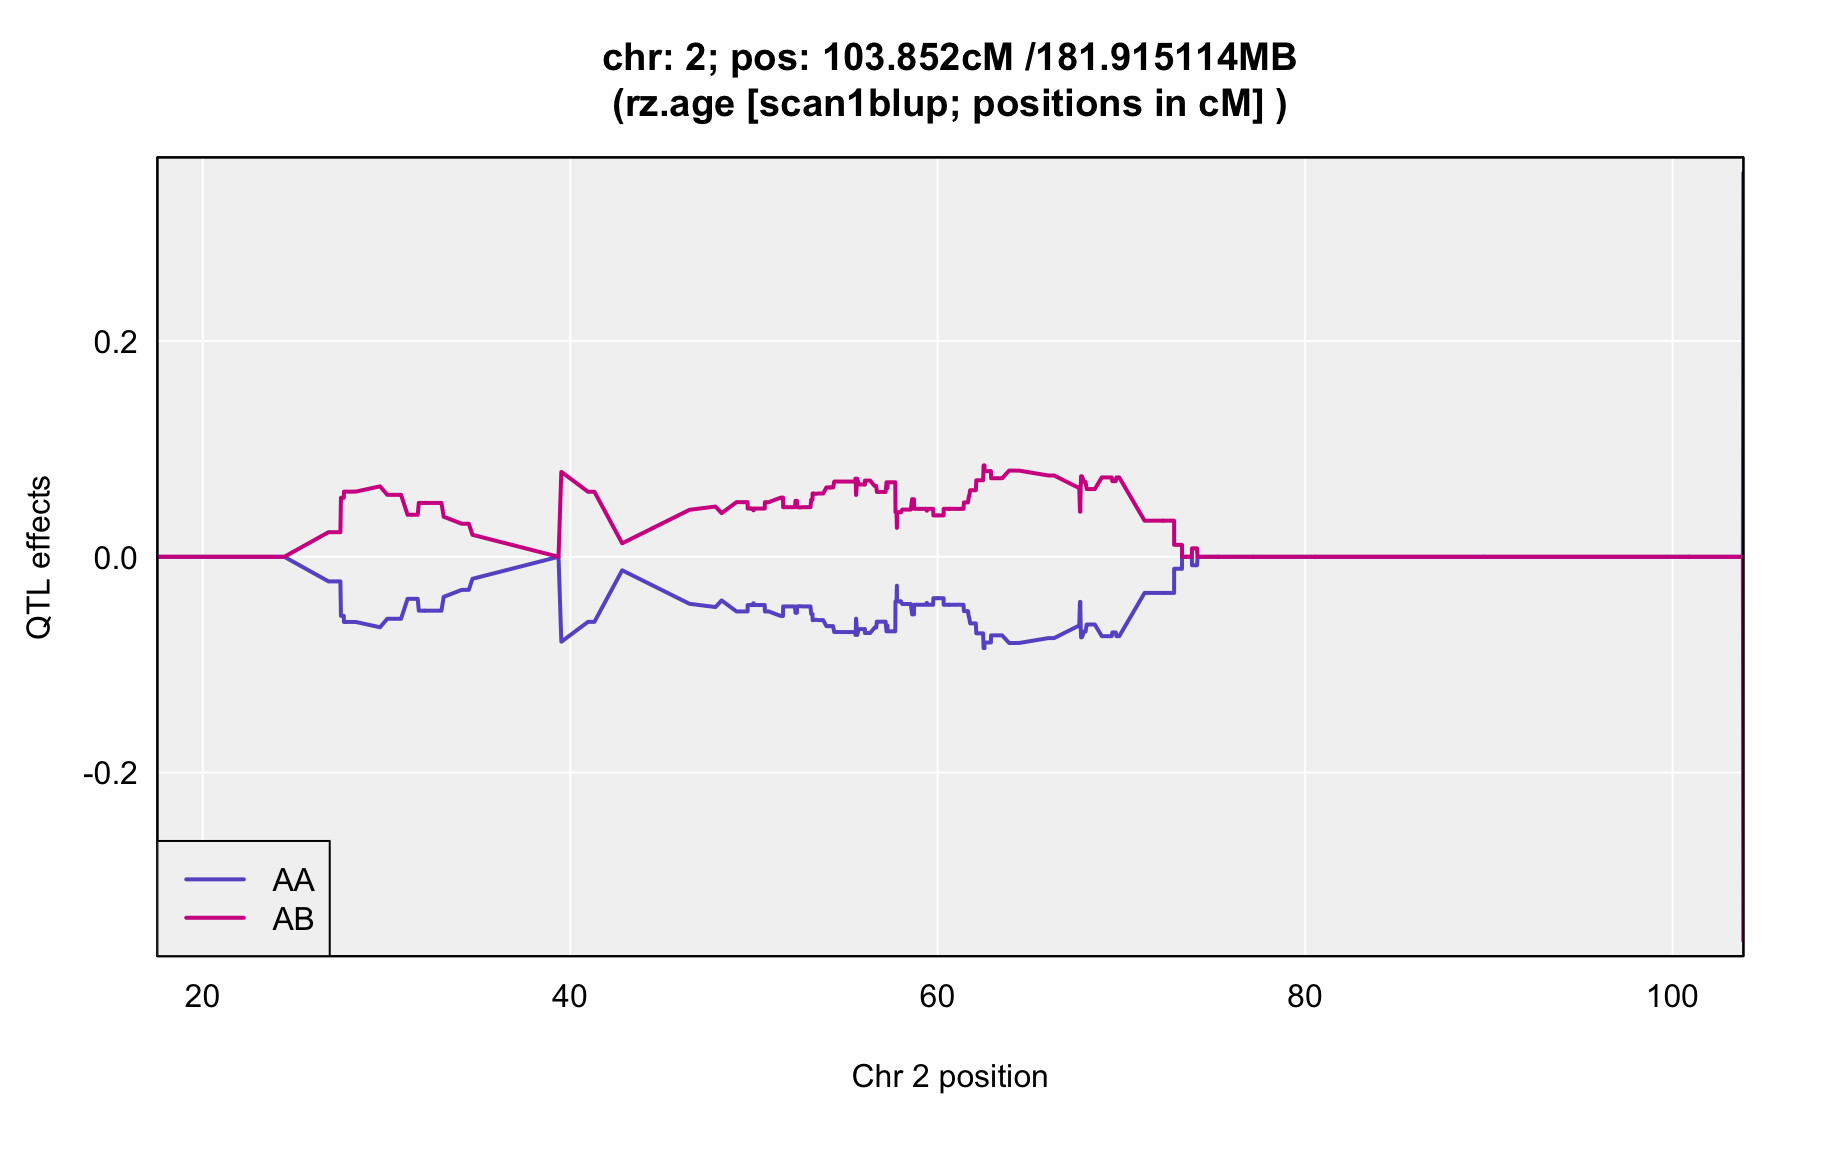 chr: 2; pos: 103.852cM /181.915114MB
(rz.age [scan1blup; positions in cM] )
QTL effects
0.2
0.0
-0.2
AA
AB
20 40 60 80 100
Chr 2 position